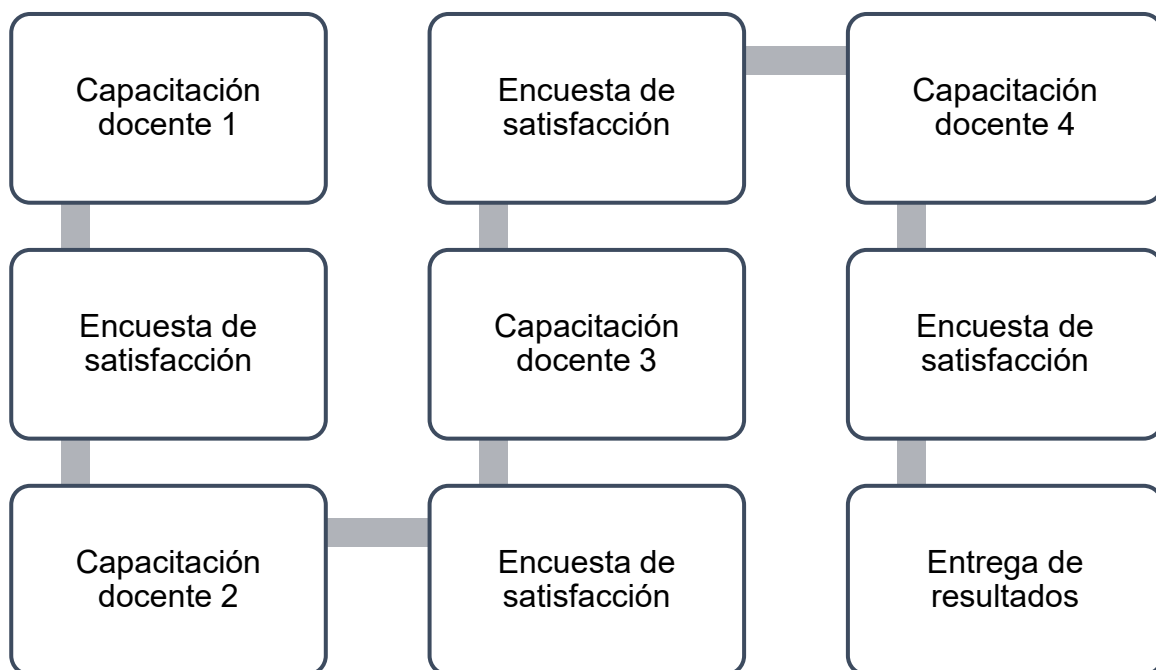 Capacitación
docente 1
Encuesta de
satisfacción
Capacitación
docente 2
Encuesta de
satisfacción
Capacitación
docente 3
Encuesta de
satisfacción
Capacitación
docente 4
Encuesta de
satisfacción
Entrega de
resultados